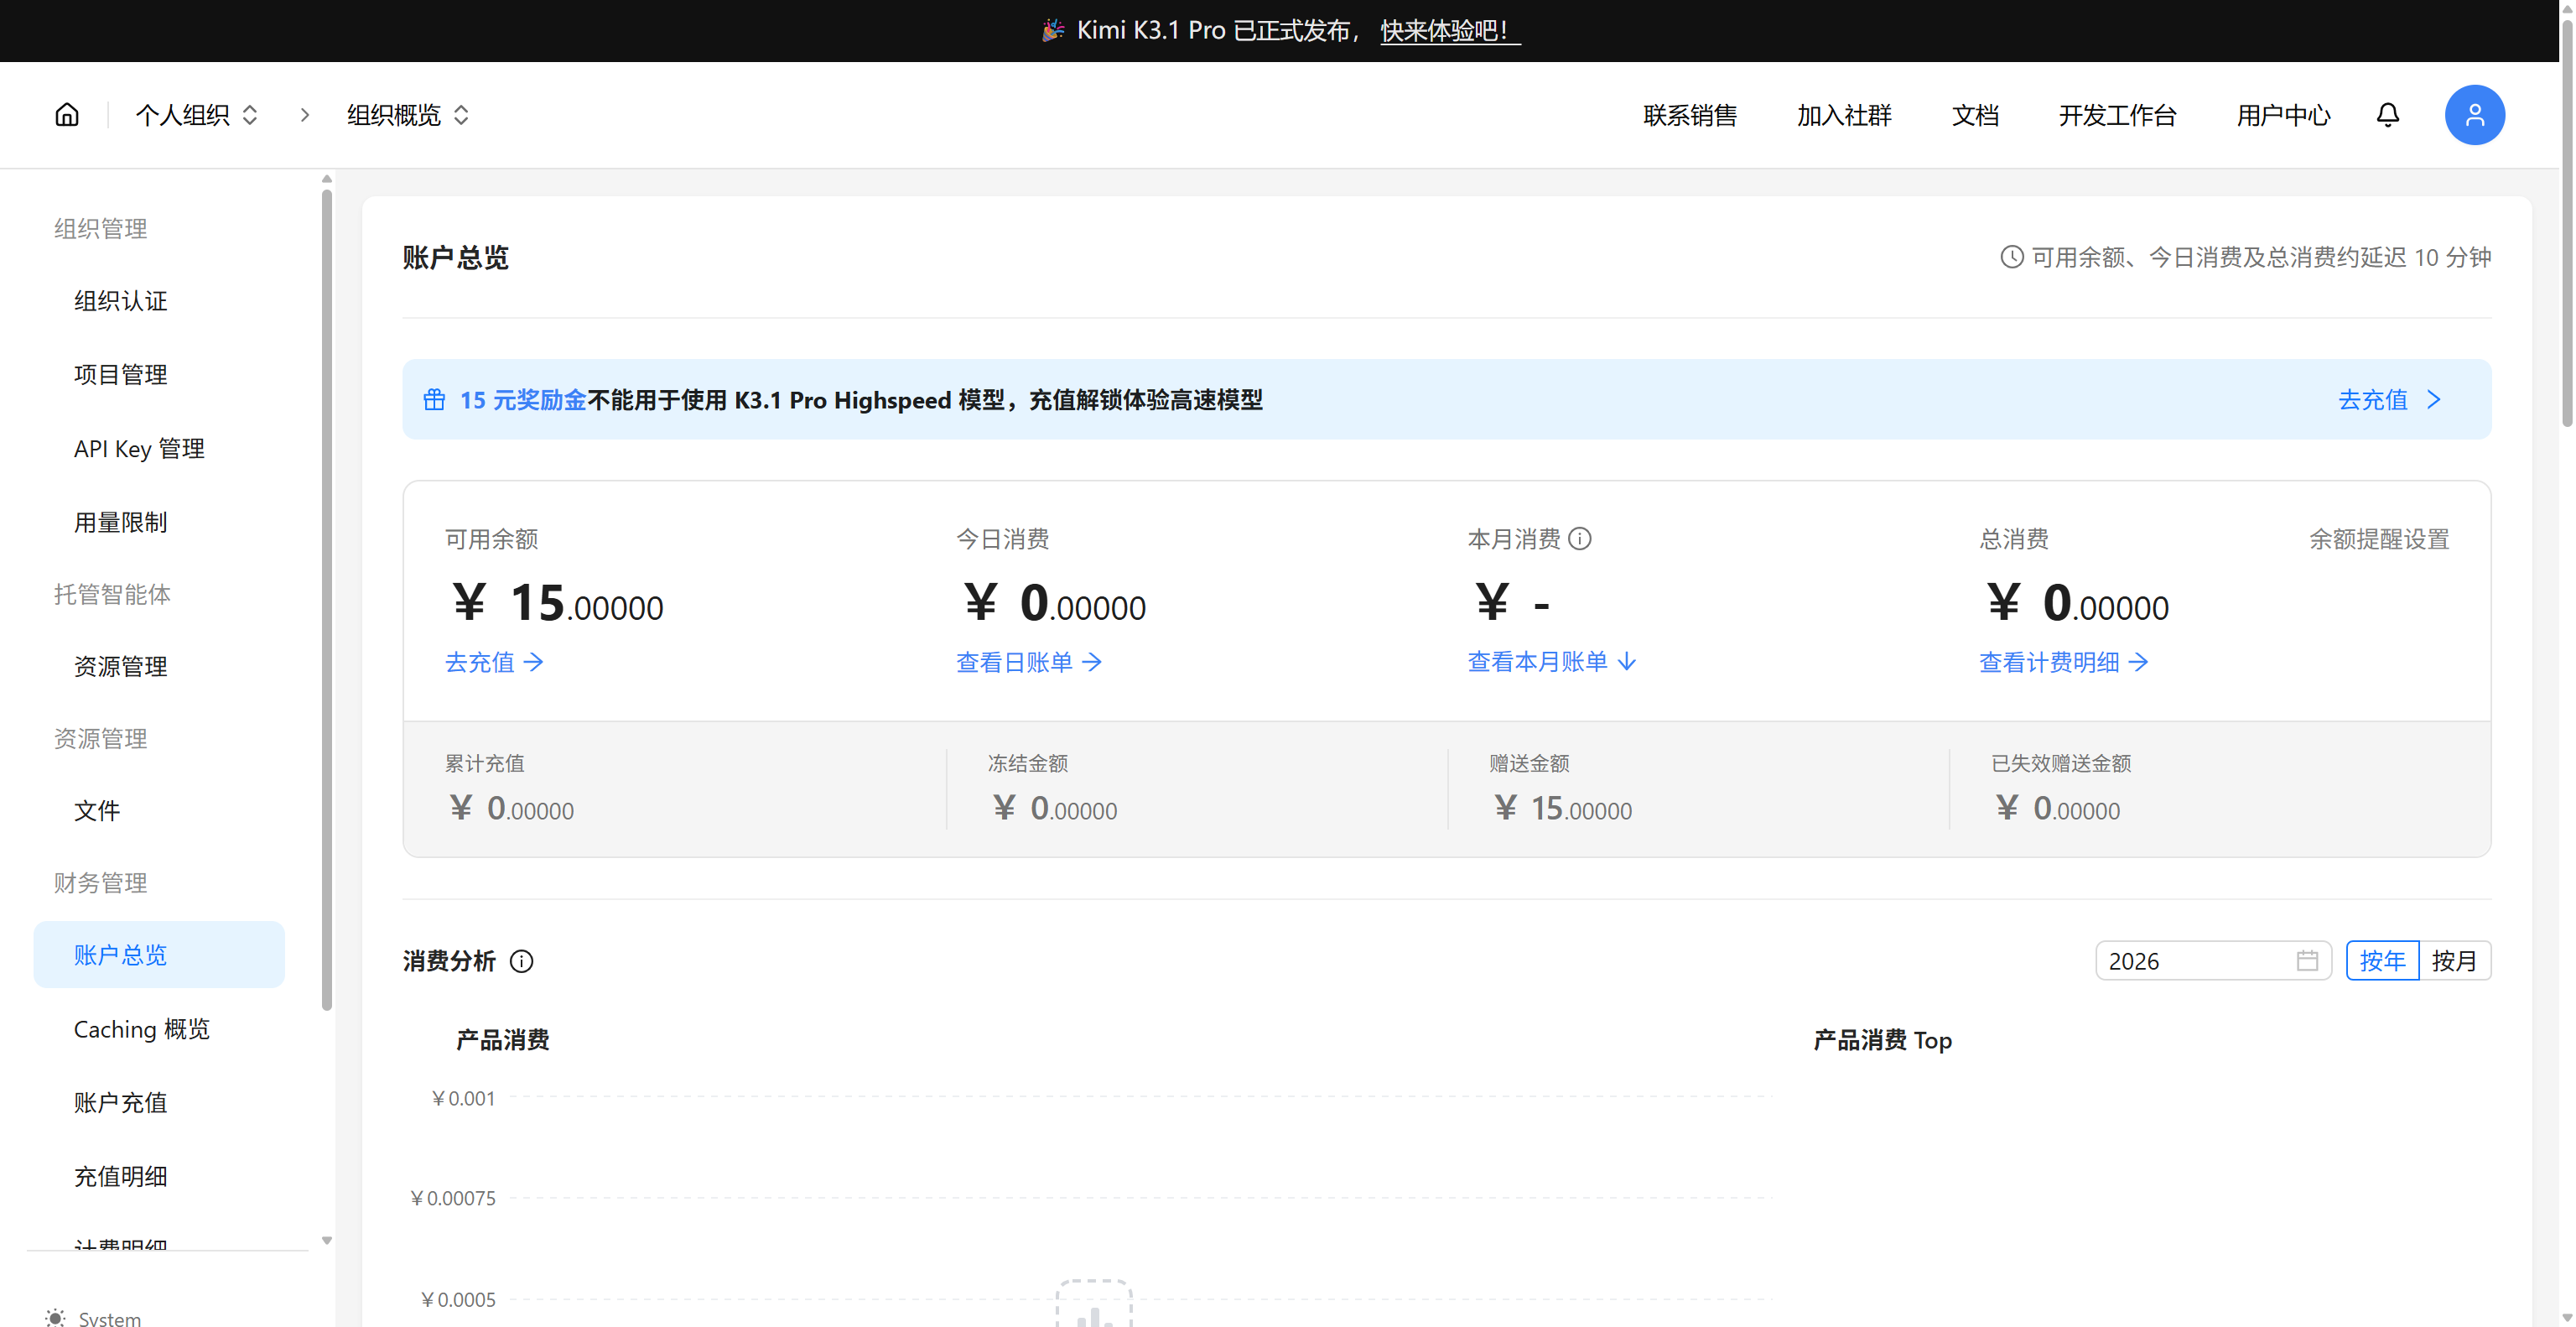 🎉 Kimi K3.1 Pro 已正式发布， 快来体验吧！
个人组织
组织概览
联系销售
加入社群
文档
开发工作台
用户中心
组织管理
组织认证
项目管理
API Key 管理
用量限制
托管智能体
资源管理
资源管理
文件
财务管理
账户总览
Caching 概览
账户充值
充值明细
计费明细
System
账户总览
可用余额、今日消费及总消费约延迟 10 分钟
15 元奖励金不能用于使用 K3.1 Pro Highspeed 模型，充值解锁体验高速模型
去充值
可用余额
￥ 15.00000
去充值
今日消费
￥ 0.00000
查看日账单
本月消费
￥ -
查看本月账单
总消费
￥ 0.00000
查看计费明细
余额提醒设置
累计充值
￥ 0.00000
冻结金额
￥ 0.00000
赠送金额
￥ 15.00000
已失效赠送金额
￥ 0.00000
消费分析
2026
按年
按月
产品消费
￥0.001
￥0.00075
￥0.0005
产品消费 Top